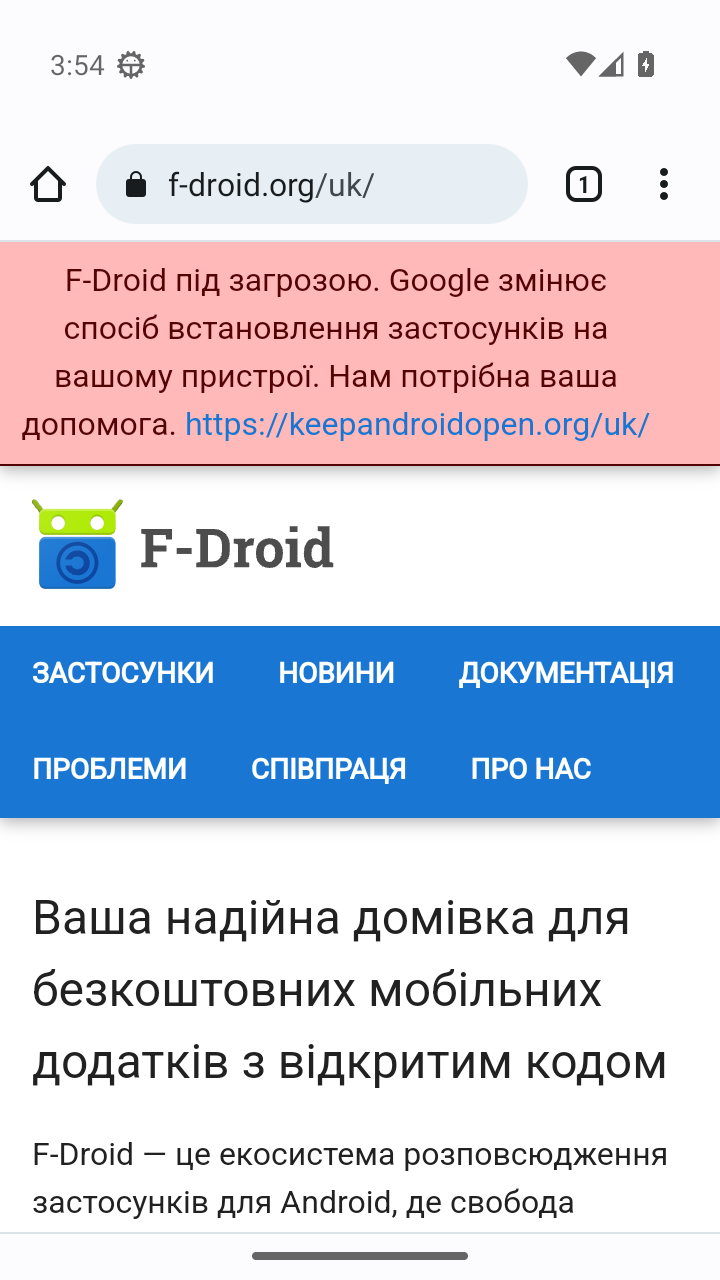 3:54
f-droid.org/uk/
1
F-Droid під загрозою. Google змінює
спосіб встановлення застосунків на
вашому пристрої. Нам потрібна ваша
допомога. https://keepandroidopen.org/uk/
F-Droid
ЗАСТОСУНКИ НОВИНИ ДОКУМЕНТАЦІЯ
ПРОБЛЕМИ СПІВПРАЦЯ ПРО НАС
Ваша надійна домівка для
безкоштовних мобільних
додатків з відкритим кодом
F-Droid — це екосистема розповсюдження
застосунків для Android, де свобода